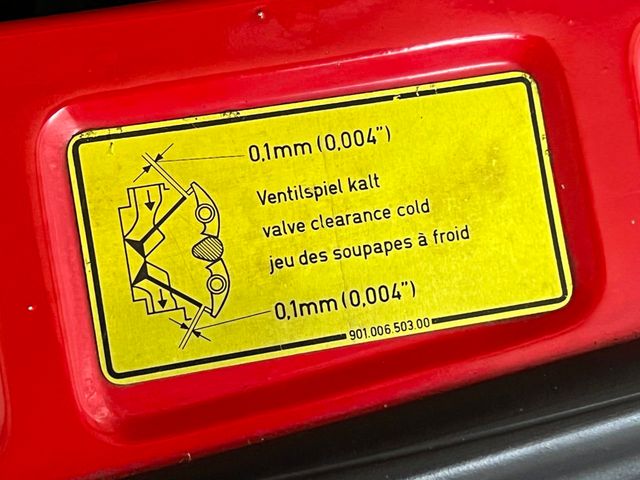 0,1mm (0,004")
Ventilspiel kalt
valve clearance cold
jeu des soupapes à froid
0,1mm (0,004")
901.006.503.00